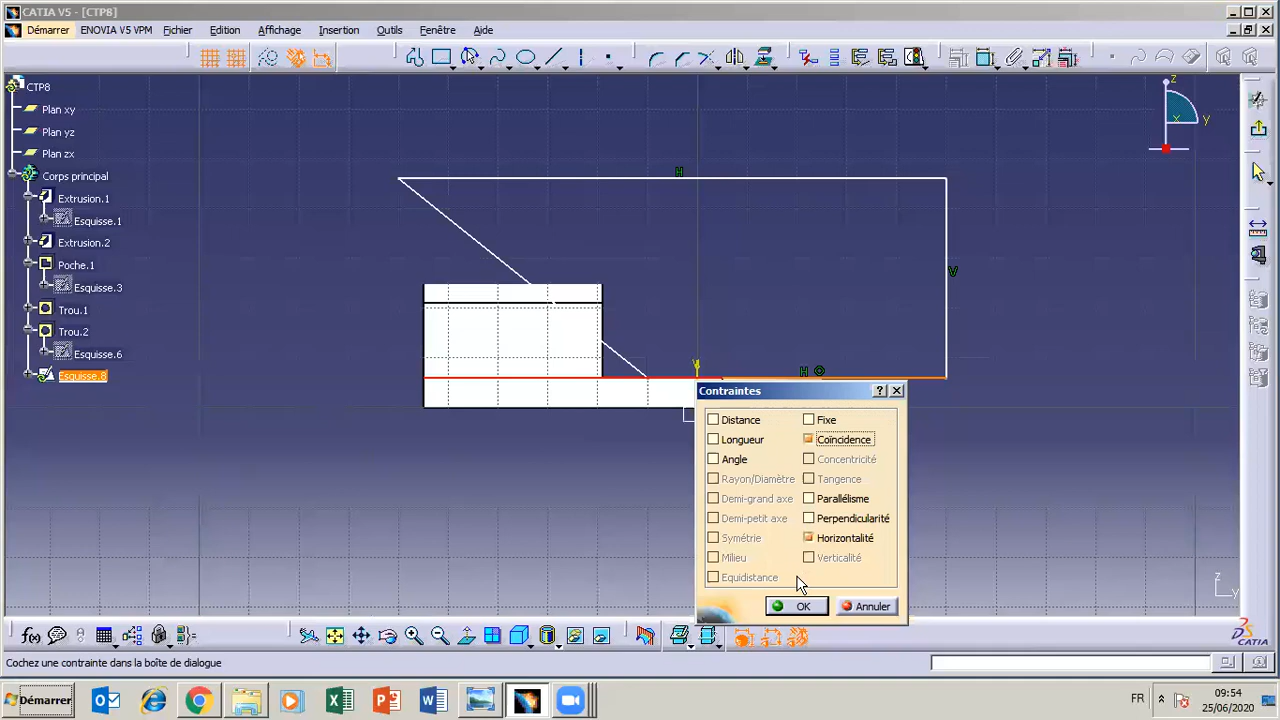 CATIA V5 - [CTP8]
Démarrer ENOVIA V5 VPM Fichier Edition Affichage Insertion Outils Fenêtre Aide
CTP8
Plan xy
Plan yz
Plan zx
Corps principal
Extrusion.1
Esquisse.1
Extrusion.2
Poche.1
Esquisse.3
Trou.1
Trou.2
Esquisse.6
Esquisse.8
z
x
y
H
V
V
H
Contraintes
Distance
Fixe
Longueur
Coïncidence
Angle
Concentricité
Rayon/Diamètre
Tangence
Demi-grand axe
Parallélisme
Demi-petit axe
Perpendicularité
Symétrie
Horizontalité
Milieu
Verticalité
Equidistance
OK
Annuler
z
y
f(x)
CATIA
Cochez une contrainte dans la boîte de dialogue
Démarrer
FR
09:54
25/06/2020